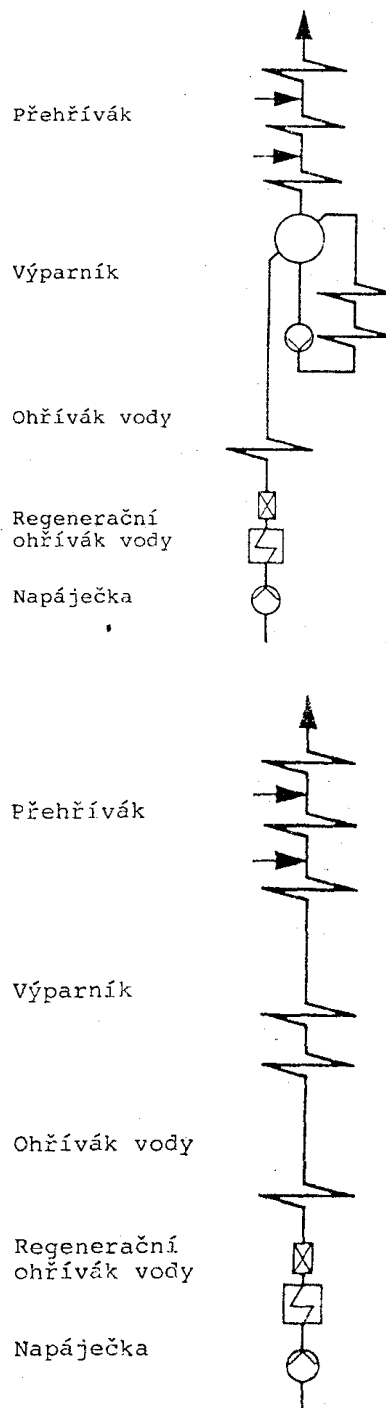 Přehřívák
Výparník
Ohřívák vody
Regenerační
ohřívák vody
Napáječka
Přehřívák
Výparník
Ohřívák vody
Regenerační
ohřívák vody
Napáječka